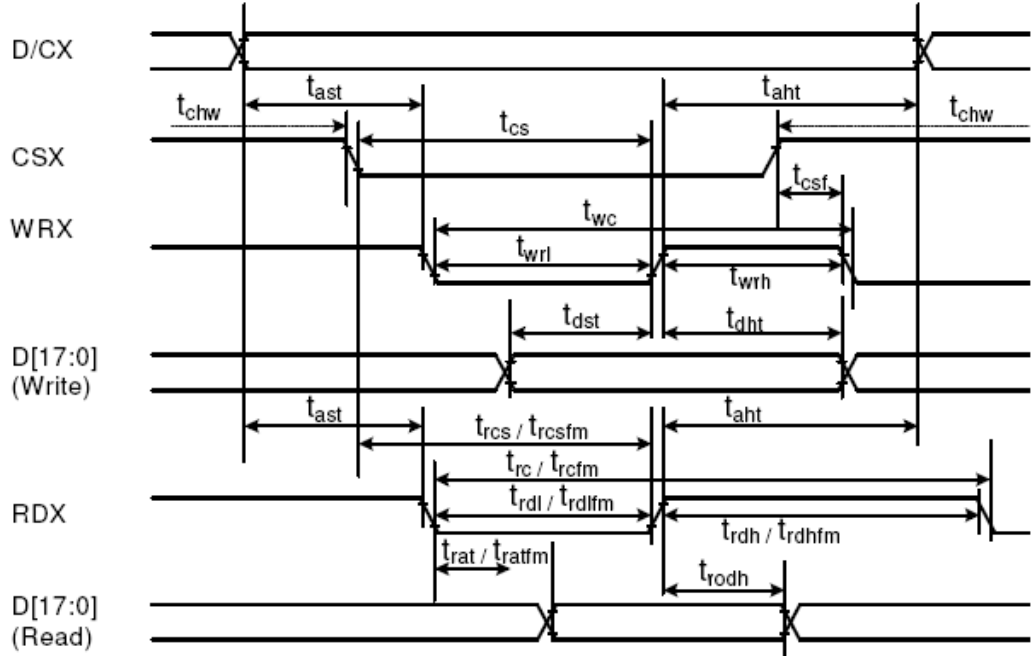 D/CX
t_ast
t_aht
t_chw
t_cs
t_chw
CSX
t_csf
WRX
t_wc
t_wrl
t_wrh
t_dst
t_dht
D[17:0]
(Write)
t_ast
t_rcs / t_rcsfm
t_aht
t_rc / t_rcfm
RDX
t_rdl / t_rdlfm
t_rdh / t_rdhfm
t_rat / t_ratfm
t_rodh
D[17:0]
(Read)